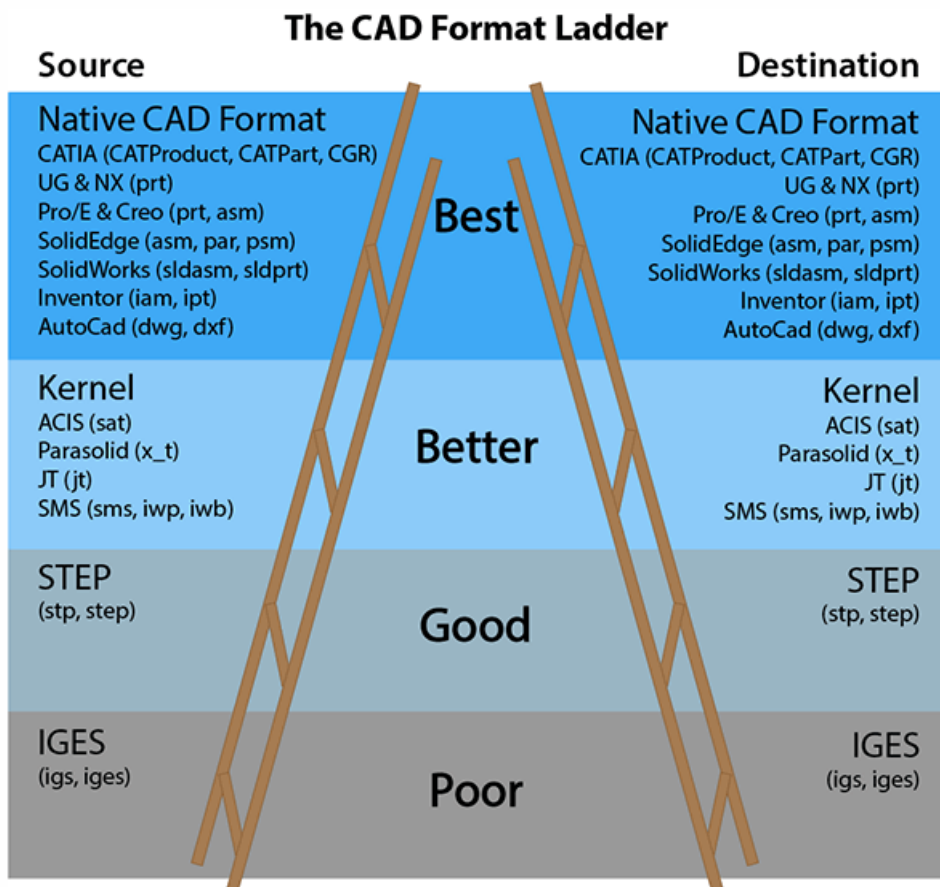 The CAD Format Ladder
Source
Destination
Native CAD Format
CATIA (CATProduct, CATPart, CGR)
UG & NX (prt)
Pro/E & Creo (prt, asm)
SolidEdge (asm, par, psm)
SolidWorks (sldasm, sldprt)
Inventor (iam, ipt)
AutoCad (dwg, dxf)
Best
Native CAD Format
CATIA (CATProduct, CATPart, CGR)
UG & NX (prt)
Pro/E & Creo (prt, asm)
SolidEdge (asm, par, psm)
SolidWorks (sldasm, sldprt)
Inventor (iam, ipt)
AutoCad (dwg, dxf)
Kernel
ACIS (sat)
Parasolid (x_t)
JT (jt)
SMS (sms, iwp, iwb)
Better
Kernel
ACIS (sat)
Parasolid (x_t)
JT (jt)
SMS (sms, iwp, iwb)
STEP
(stp, step)
Good
STEP
(stp, step)
IGES
(igs, iges)
Poor
IGES
(igs, iges)